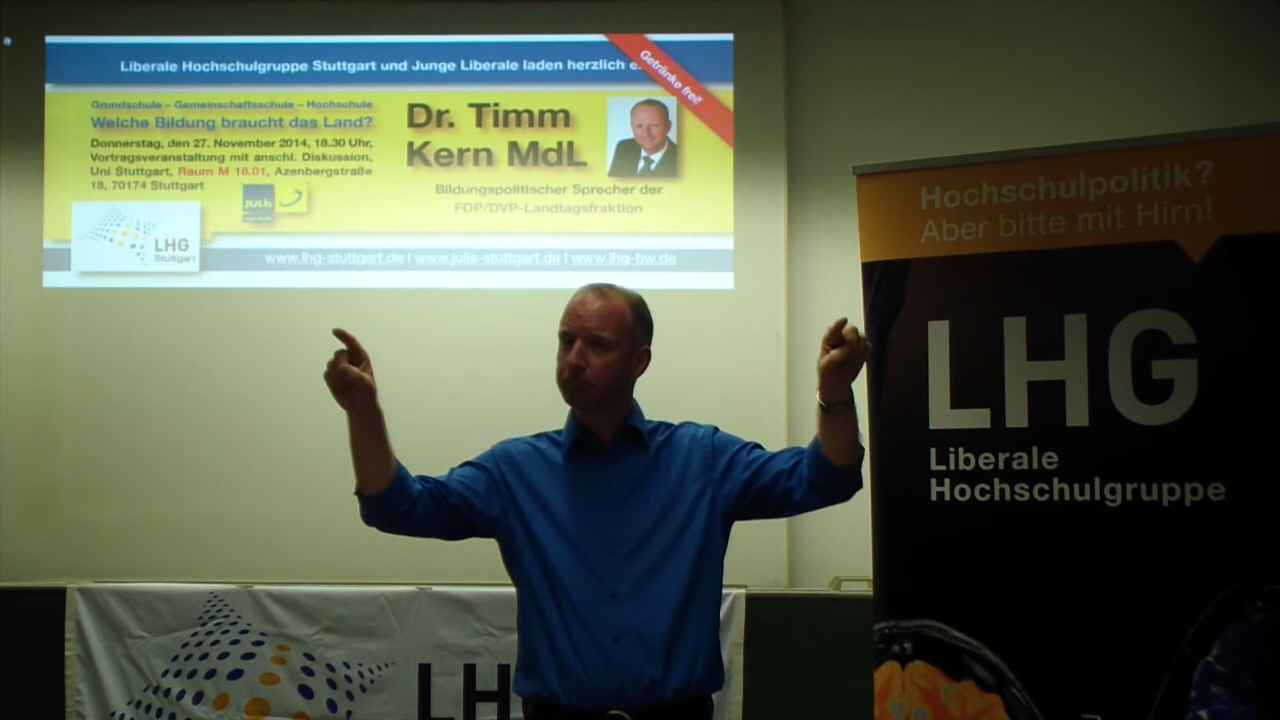 Liberale Hochschulgruppe Stuttgart und Junge Liberale laden herzlich
Getränke frei!
Grundschule – Gemeinschaftsschule – Hochschule
Welche Bildung braucht das Land?
Donnerstag, den 27. November 2014, 18.30 Uhr,
Vortragsveranstaltung mit anschl. Diskussion,
Uni Stuttgart, Raum M 18.01, Azenbergstraße
18, 70174 Stuttgart
Dr. Timm
Kern MdL
Bildungspolitischer Sprecher der
FDP/DVP-Landtagsfraktion
JULIS
LHG
Stuttgart
www.lhg-stuttgart.de | www.julis-stuttgart.de | www.lhg-bw.de
Hochschulpolitik?
Aber bitte mit Hirn!
LHG
Liberale
Hochschulgruppe
LH